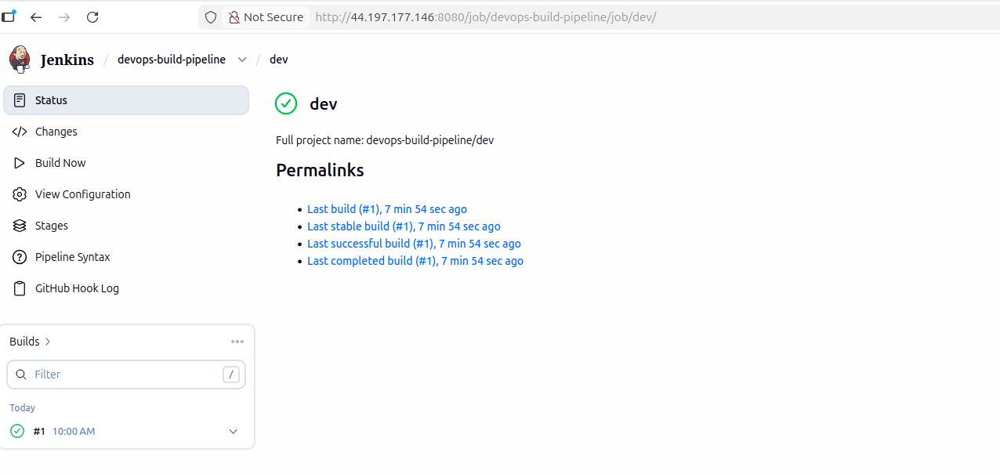 Not Secure http://44.197.177.146:8080/job/devops-build-pipeline/job/dev/
Jenkins / devops-build-pipeline / dev
Status
Changes
Build Now
View Configuration
Stages
Pipeline Syntax
GitHub Hook Log
Builds
Filter /
Today
#1 10:00 AM
dev
Full project name: devops-build-pipeline/dev
Permalinks
• Last build (#1), 7 min 54 sec ago
• Last stable build (#1), 7 min 54 sec ago
• Last successful build (#1), 7 min 54 sec ago
• Last completed build (#1), 7 min 54 sec ago